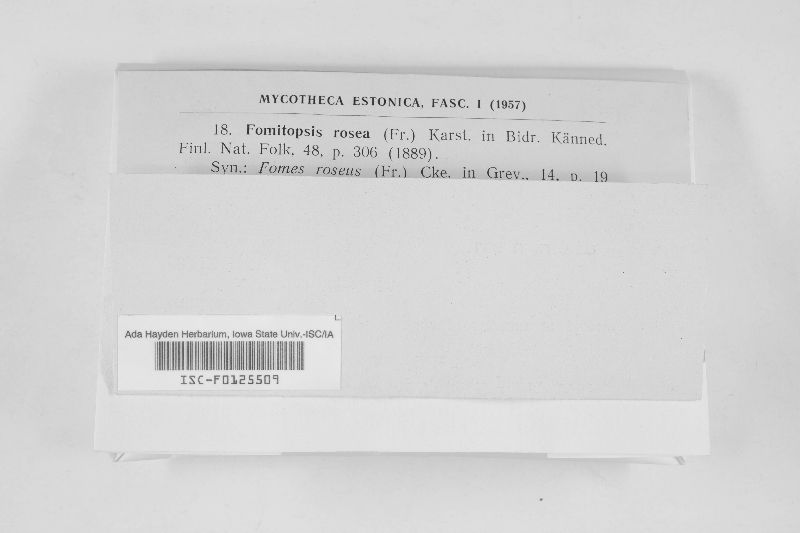 MYCOTHECA ESTONICA, FASC. I (1957)
18. Fomitopsis rosea (Fr.) Karst. in Bidr. Känned.
Finl. Nat. Folk, 48, p. 306 (1889).
Syn.: Fomes roseus (Fr.) Cke. in Grev., 14, p. 19
Ada Hayden Herbarium, Iowa State Univ.-ISC/IA
ISC-F0125509